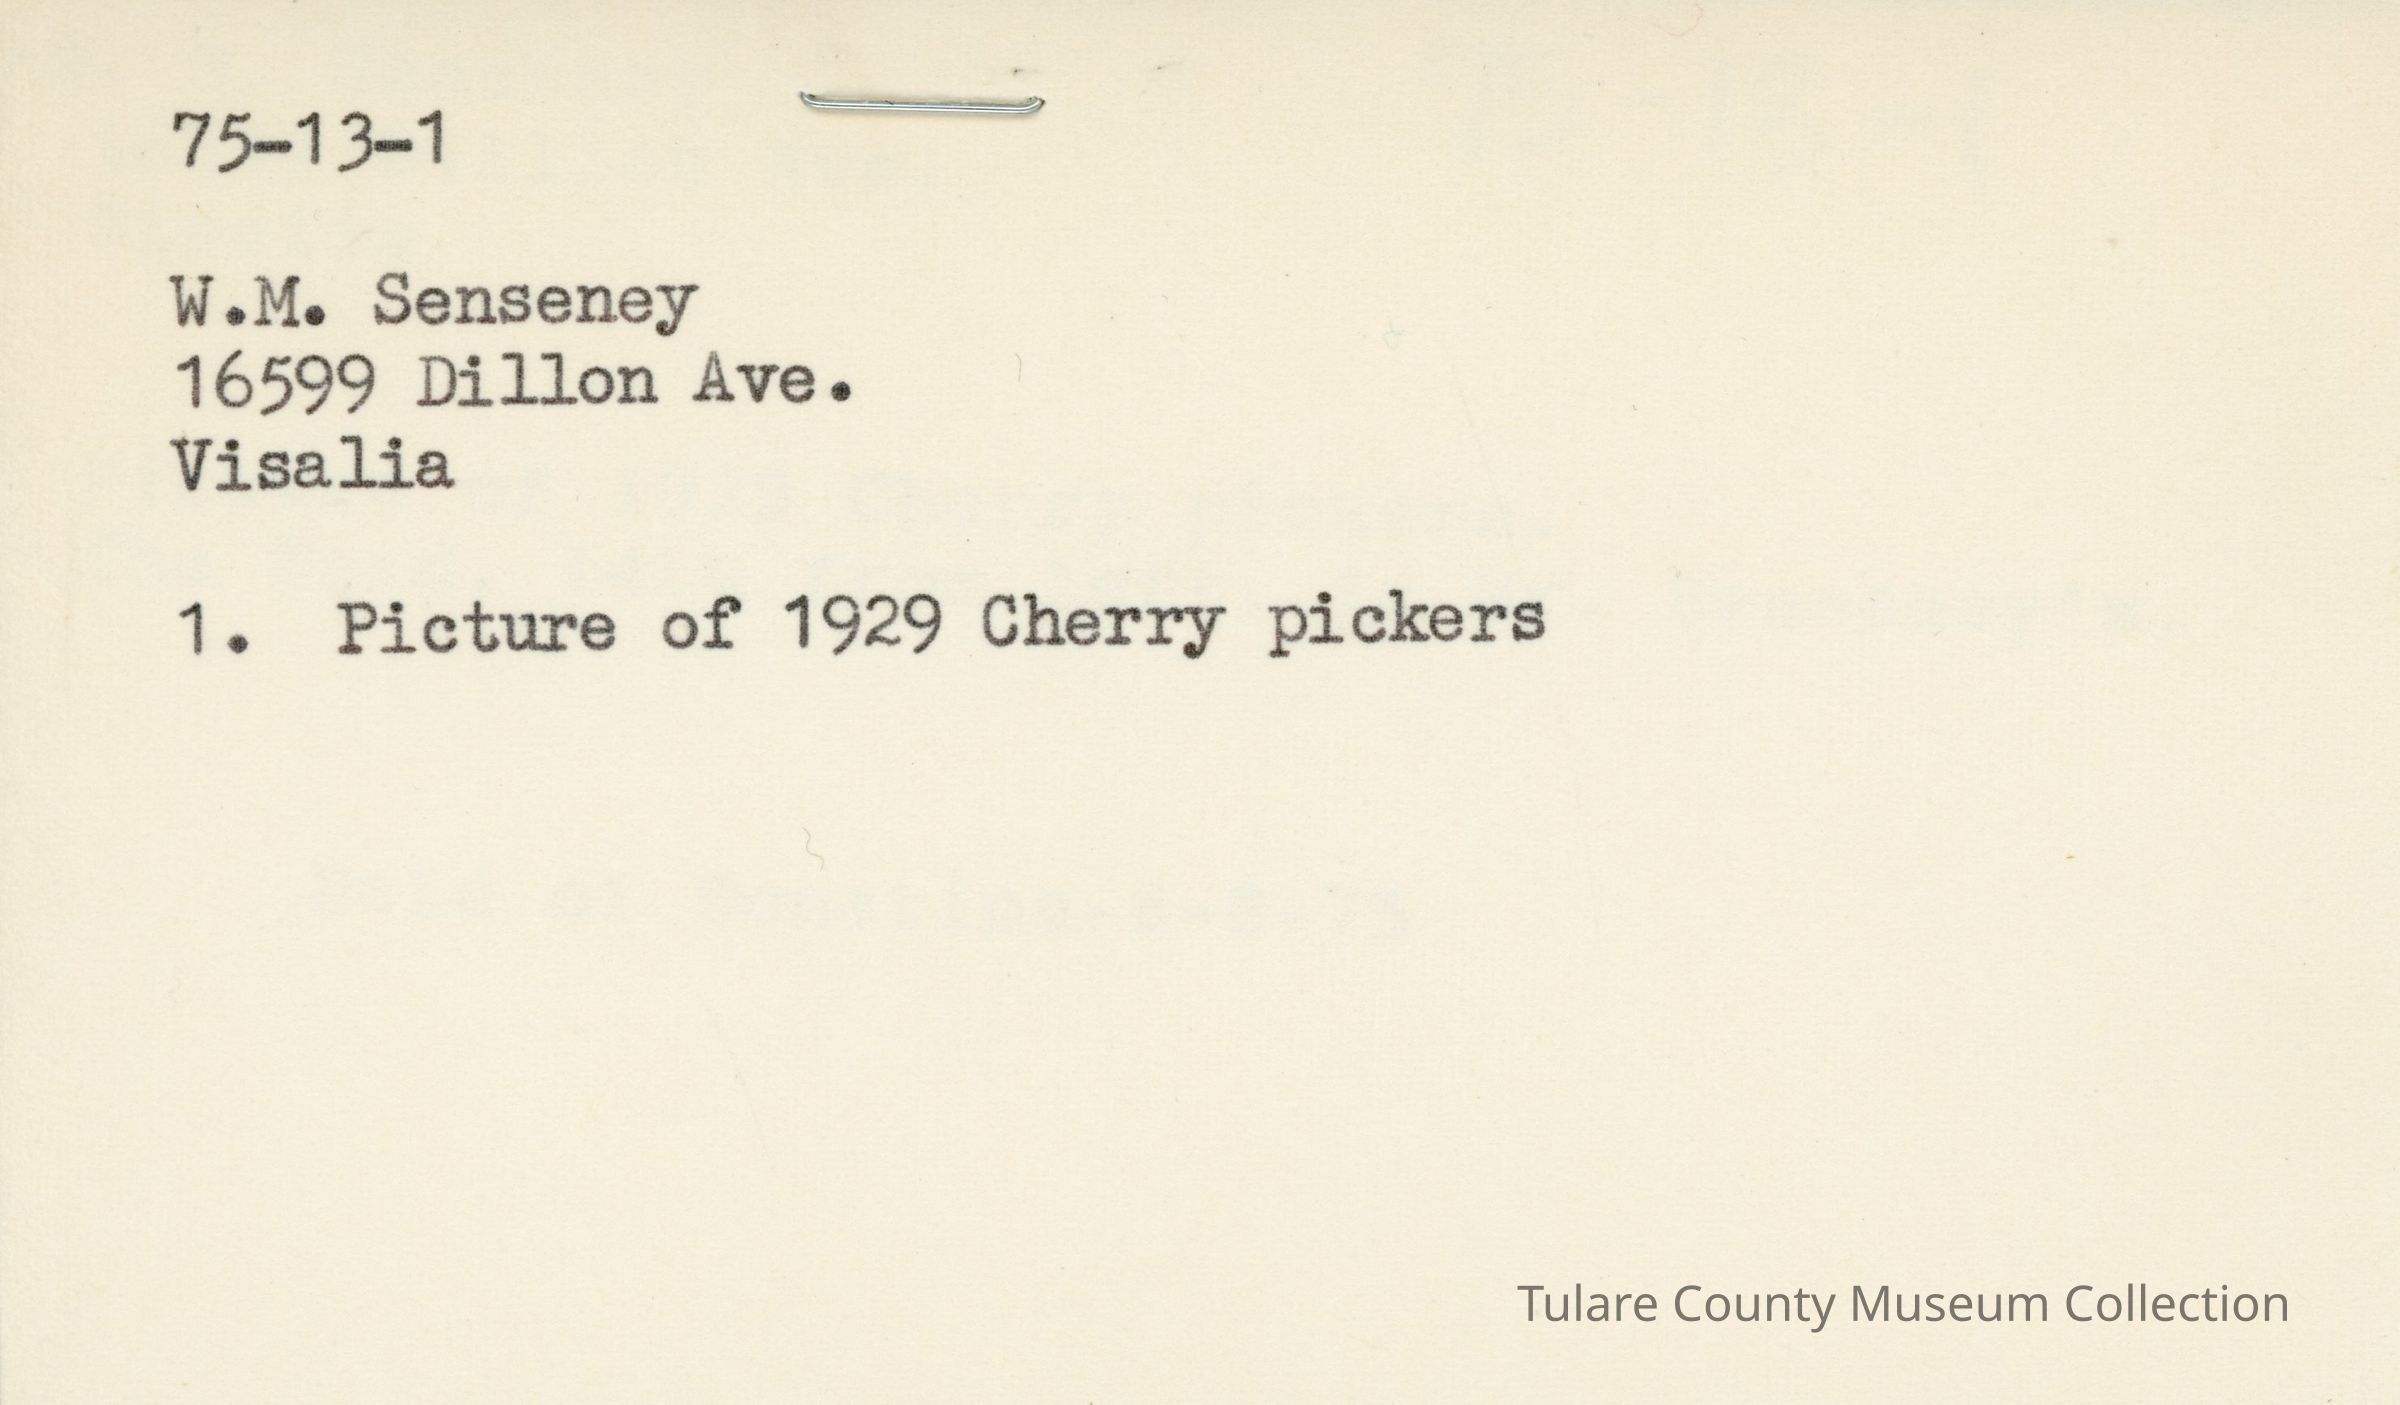 75-13-1
W.M. Senseney
16599 Dillon Ave.
Visalia
1. Picture of 1929 Cherry pickers
Tulare County Museum Collection